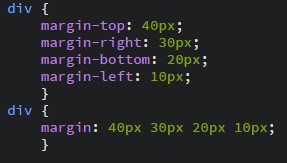 div {
    margin-top: 40px;
    margin-right: 30px;
    margin-bottom: 20px;
    margin-left: 10px;
    }
div {
    margin: 40px 30px 20px 10px;
    }